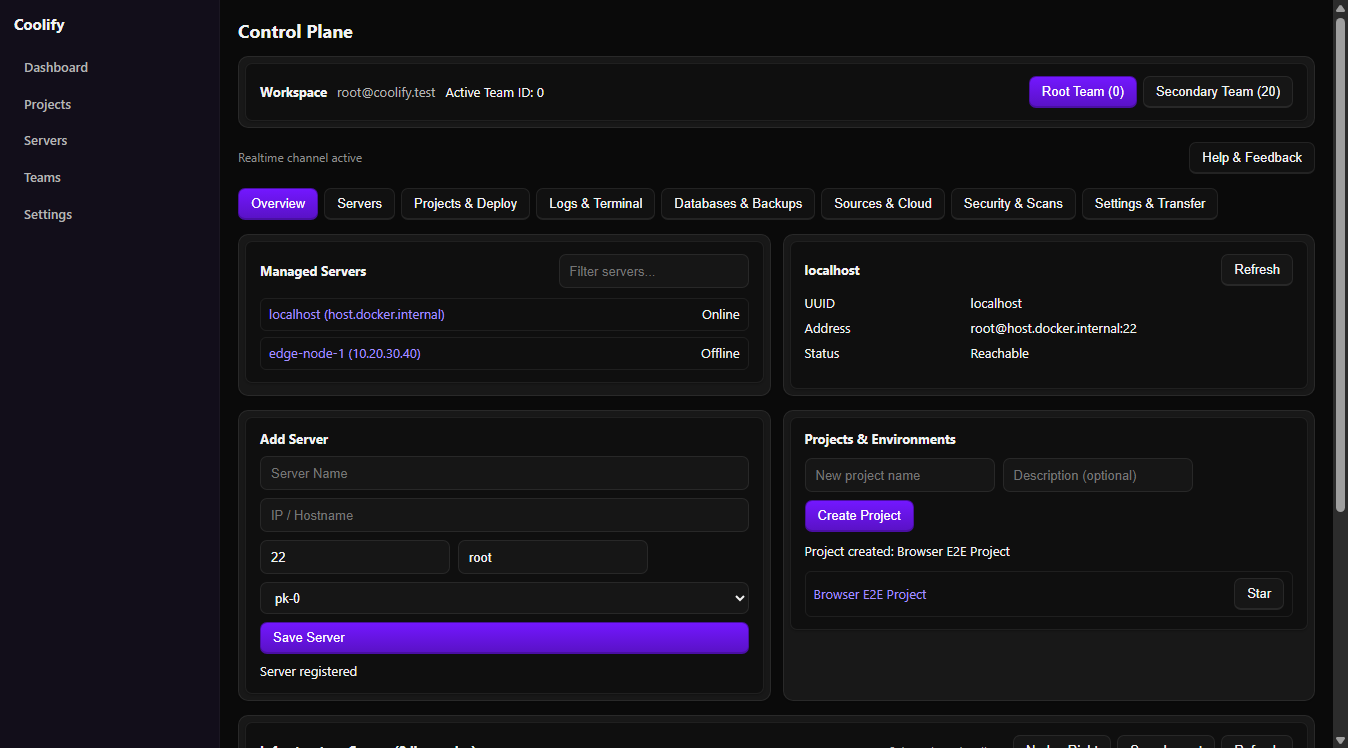 Coolify
Dashboard
Projects
Servers
Teams
Settings
Control Plane
Workspace root@coolify.test Active Team ID: 0
Root Team (0) Secondary Team (20)
Realtime channel active
Help & Feedback
Overview Servers Projects & Deploy Logs & Terminal Databases & Backups Sources & Cloud Security & Scans Settings & Transfer
Managed Servers
Filter servers...
localhost (host.docker.internal) Online
edge-node-1 (10.20.30.40) Offline
localhost
Refresh
UUID localhost
Address root@host.docker.internal:22
Status Reachable
Add Server
Server Name
IP / Hostname
22 root
pk-0
Save Server
Server registered
Projects & Environments
New project name Description (optional)
Create Project
Project created: Browser E2E Project
Browser E2E Project Star